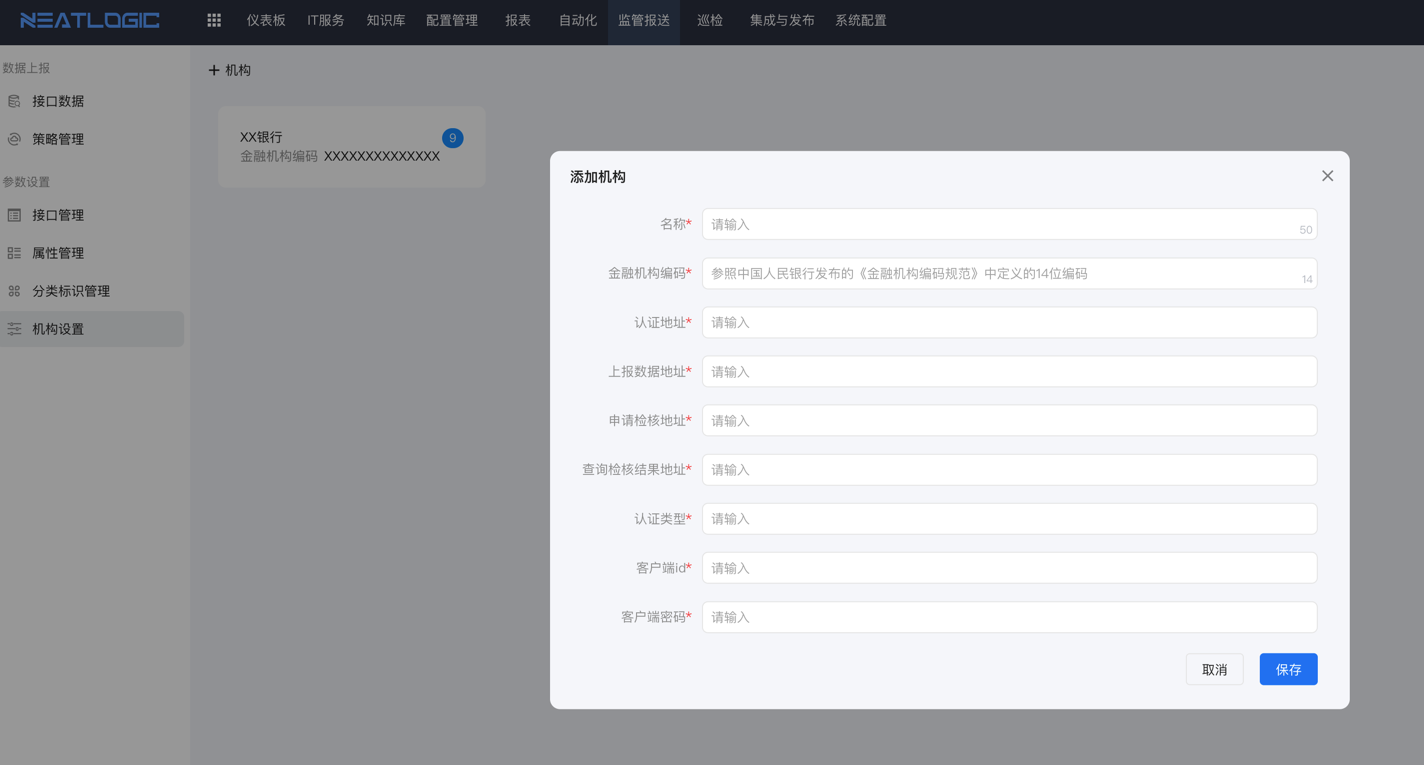 NEATLOGIC
仪表板 IT服务 知识库 配置管理 报表 自动化 监管报送 巡检 集成与发布 系统配置
数据上报
接口数据
策略管理
参数设置
接口管理
属性管理
分类标识管理
机构设置
+ 机构
XX银行 9
金融机构编码 XXXXXXXXXXXXXX
添加机构
名称* 请输入 50
金融机构编码* 参照中国人民银行发布的《金融机构编码规范》中定义的14位编码 14
认证地址* 请输入
上报数据地址* 请输入
申请检核地址* 请输入
查询检核结果地址* 请输入
认证类型* 请输入
客户端id* 请输入
客户端密码* 请输入
取消 保存